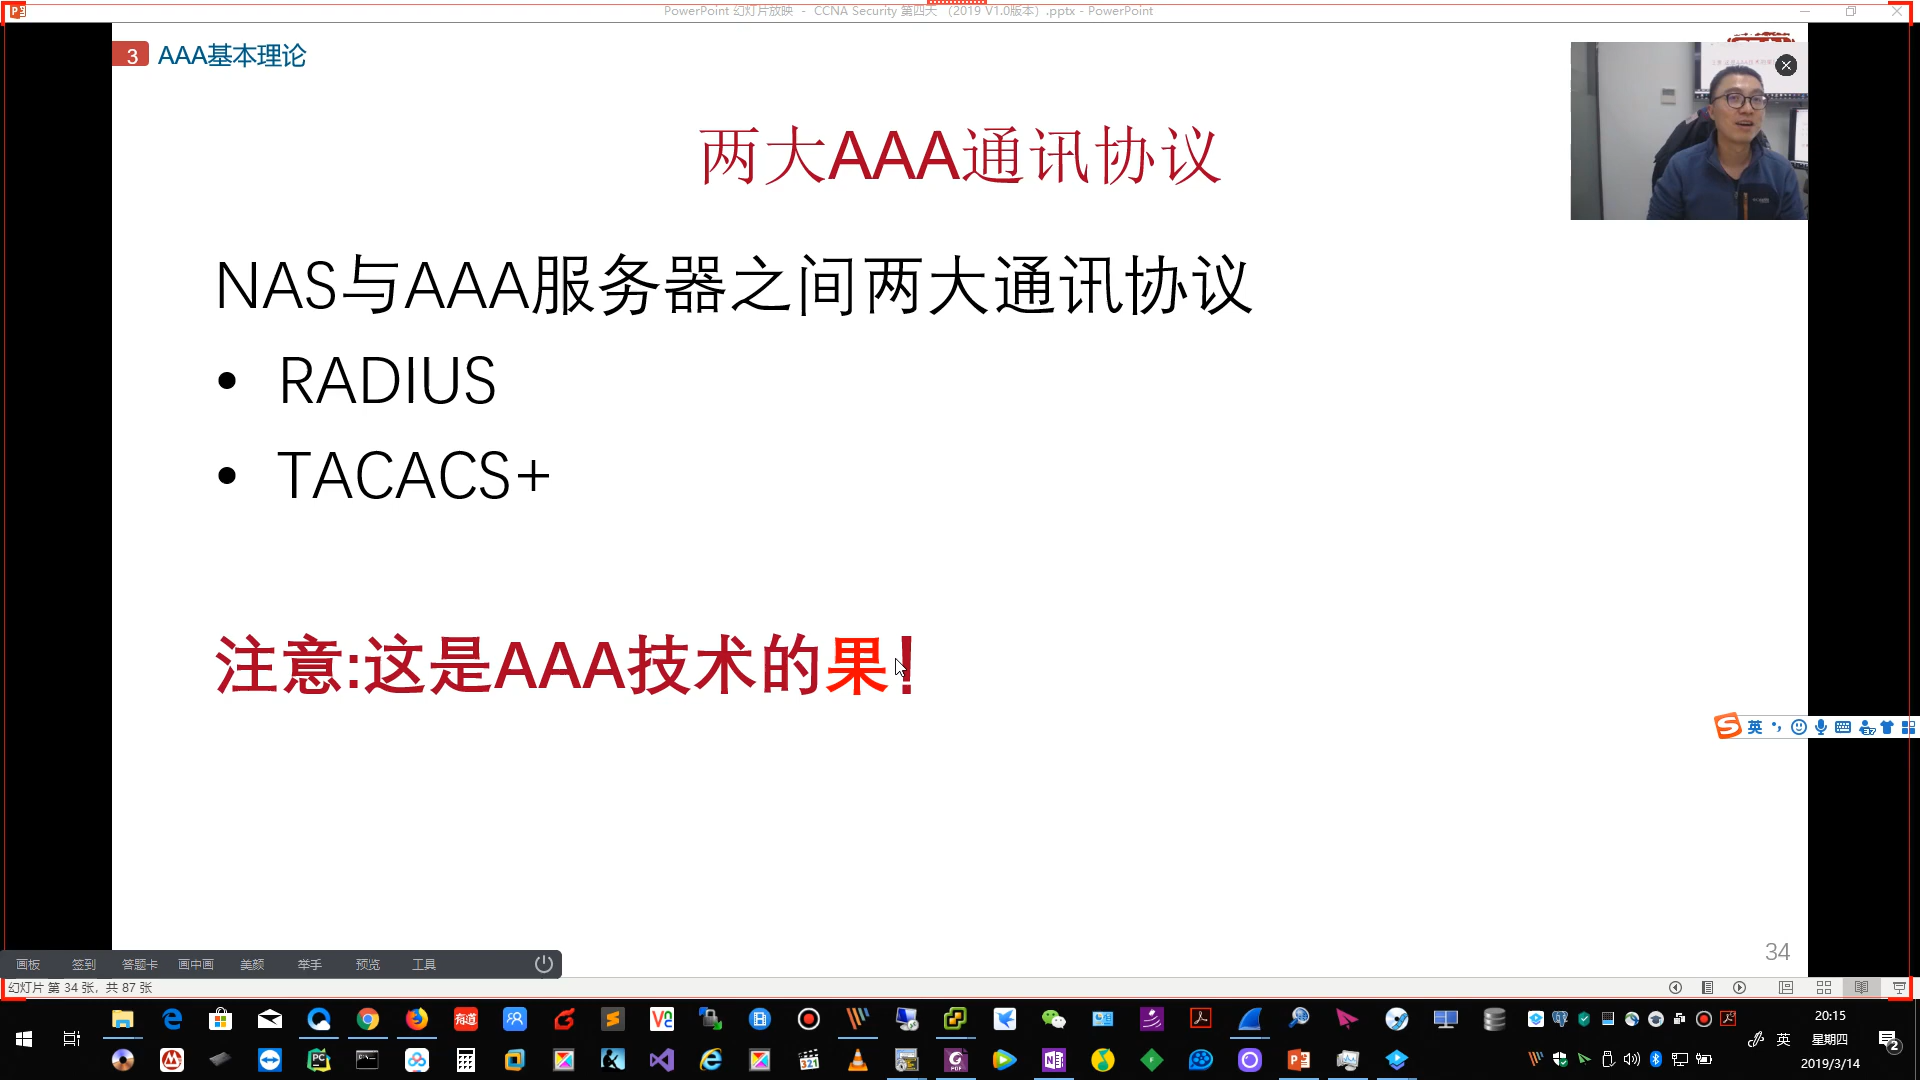 PowerPoint 幻灯片放映 - CCNA Security 第四天 （2019 V1.0版本）.pptx - PowerPoint
3 AAA基本理论
两大AAA通讯协议
NAS与AAA服务器之间两大通讯协议
• RADIUS
• TACACS+
注意:这是AAA技术的果!
英
34
画板 签到 答题卡 画中画 美颜 举手 预览 工具
幻灯片 第 34 张，共 87 张
20:15
英 星期四
2019/3/14
2
有道
321